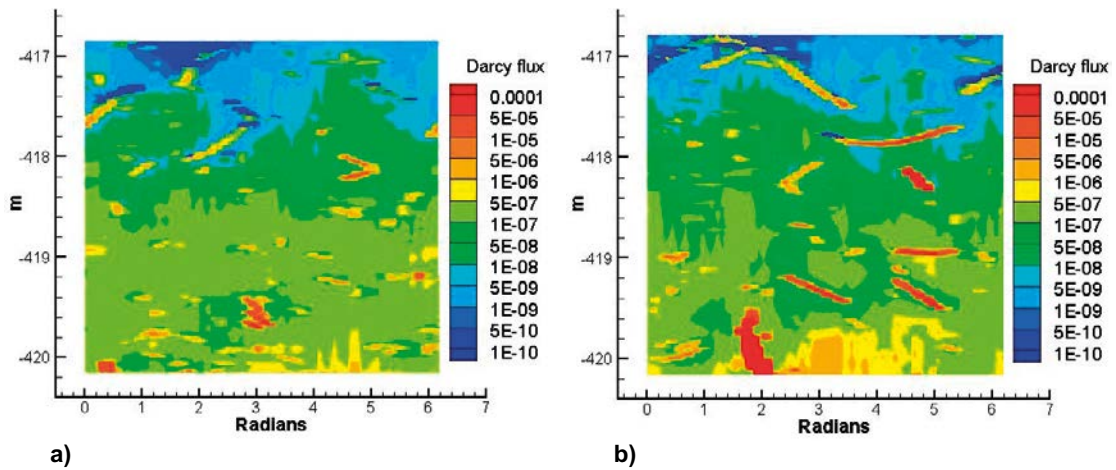 -417
-418
-419
-420
m
0 1 2 3 4 5 6 7
Radians
Darcy flux
0.0001
5E-05
1E-05
5E-06
1E-06
5E-07
1E-07
5E-08
1E-08
5E-09
1E-09
5E-10
1E-10
a)
-417
-418
-419
-420
m
0 1 2 3 4 5 6 7
Radians
Darcy flux
0.0001
5E-05
1E-05
5E-06
1E-06
5E-07
1E-07
5E-08
1E-08
5E-09
1E-09
5E-10
1E-10
b)